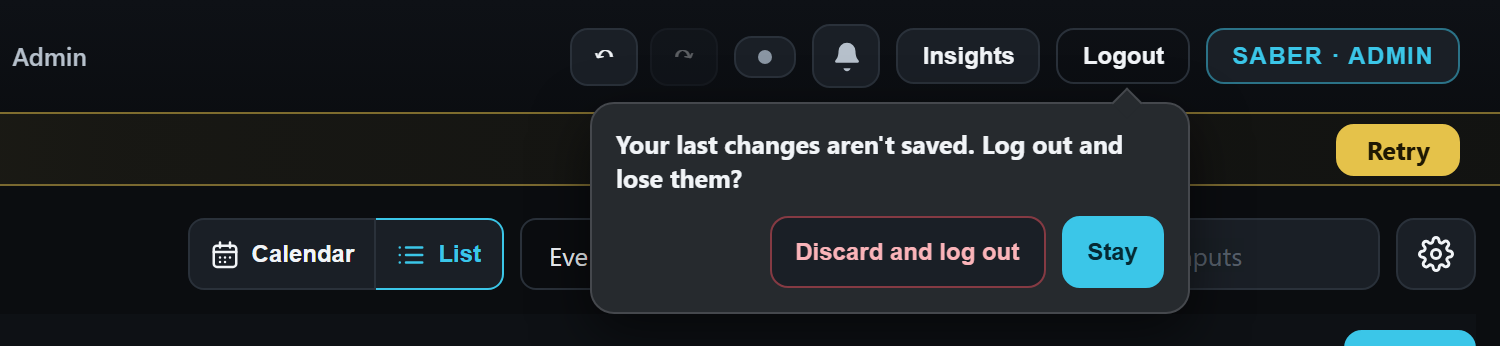 Admin
Insights
Logout
SABER · ADMIN
Your last changes aren't saved. Log out and
lose them?
Retry
Calendar
List
Discard and log out
Stay